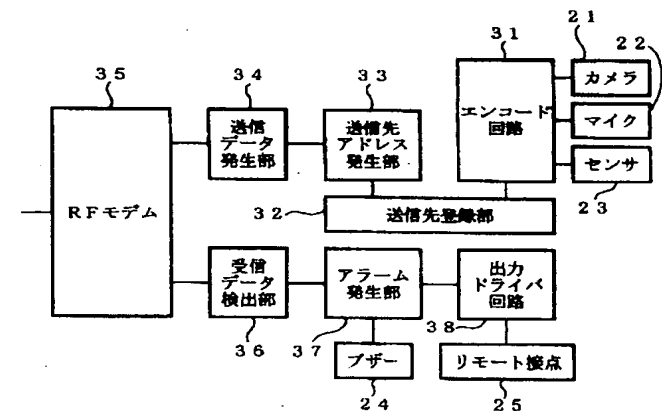 ３１
２１
２２
３５
３４
３３
カメラ
送信
データ
発生部
送信先
アドレス
発生部
エンコード
回路
マイク
センサ
２３
ＲＦモデム
３２
送信先登録部
受信
データ
検出部
アラーム
発生部
出力
ドライバ
回路
３６
３７
３８
ブザー
リモート接点
２４
２５